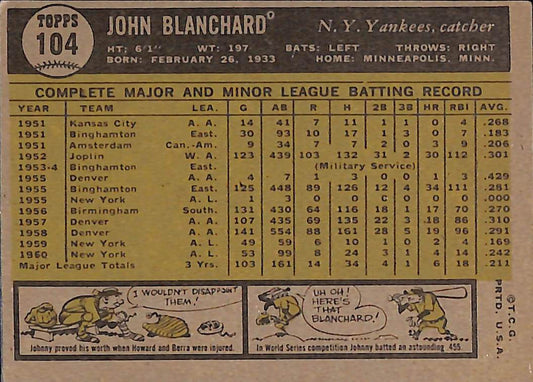 TOPPS
104
JOHN BLANCHARD
N. Y. Yankees, catcher
HT: 6'1" WT: 197 BATS: LEFT THROWS: RIGHT
BORN: FEBRUARY 26, 1933 HOME: MINNEAPOLIS, MINN.
COMPLETE MAJOR AND MINOR LEAGUE BATTING RECORD
YEAR TEAM LEA. G AB R H 2B 3B HR RBI AVG.
1951 Kansas City A. A. 14 41 7 11 1 1 0 4 .268
1951 Binghamton East. 30 93 10 17 1 3 0 7 .183
1951 Amsterdam Can.-Am. 9 34 7 7 2 0 3 9 .206
1952 Joplin W. A. 123 439 103 132 31 2 30 112 .301
1953-4 Binghamton East. (Military Service)
1955 Denver A. A. 4 7 1 3 0 0 1 3 .429
1955 Binghamton East. 125 448 89 126 8 12 34 111 .281
1955 New York A. L. 1 3 0 0 0 0 0 0 .000
1956 Birmingham South. 131 430 64 116 18 1 17 70 .270
1957 Denver A. A. 107 435 69 135 22 3 18 86 .310
1958 Denver A. A. 141 554 88 161 28 5 19 96 .291
1959 New York A. L. 49 59 6 10 1 0 2 4 .169
1960 New York A. L. 53 99 8 24 3 1 4 14 .242
Major League Totals 3 Yrs. 103 161 14 34 4 1 6 18 .211
I WOULDN'T DISAPPOINT
THEM!
Johnny proved his worth when Howard and Berra were injured.
UH OH!
HERE'S
THAT
BLANCHARD!
In World Series competition Johnny batted an astounding .455.
© T. C. G.
PRTD. U. S. A.